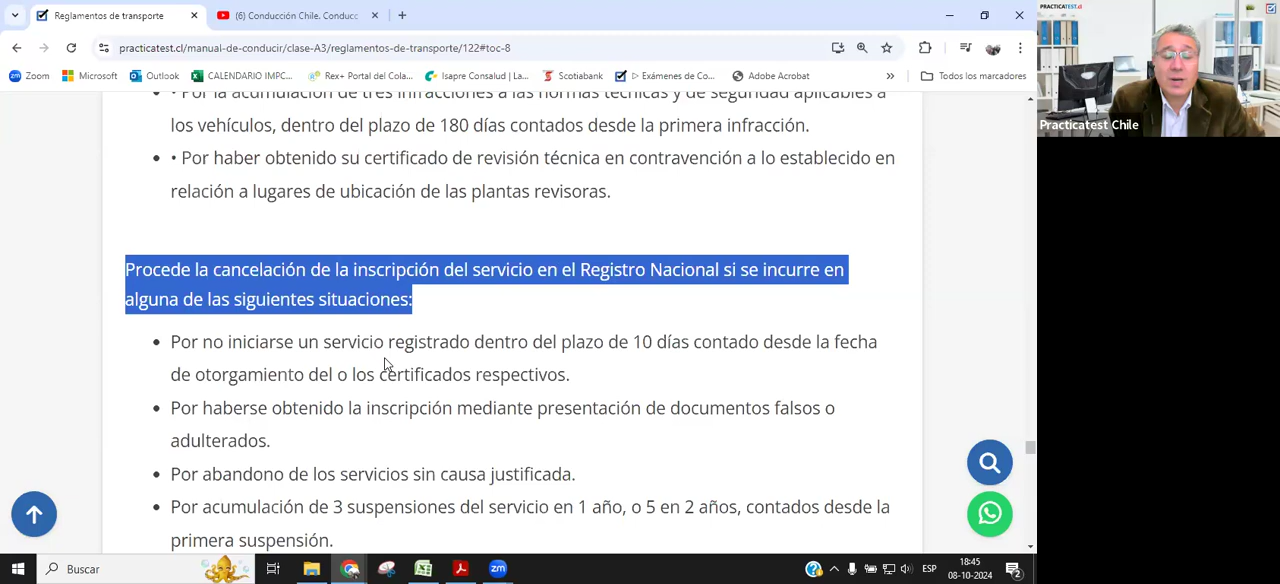 Reglamentos de transporte
(6) Conducción Chile. Conduc
practicatest.cl/manual-de-conducir/clase-A3/reglamentos-de-transporte/122#toc-8
Zoom
Microsoft
Outlook
CALENDARIO IMPC...
Rex+ Portal del Cola...
Isapre Consalud | La...
Scotiabank
▷ Exámenes de Co...
Adobe Acrobat
»
Todos los marcadores
PRACTICATEST.cl
Practicatest Chile
los vehículos, dentro del plazo de 180 días contados desde la primera infracción.
• • Por haber obtenido su certificado de revisión técnica en contravención a lo establecido en
relación a lugares de ubicación de las plantas revisoras.
Procede la cancelación de la inscripción del servicio en el Registro Nacional si se incurre en
alguna de las siguientes situaciones:
• Por no iniciarse un servicio registrado dentro del plazo de 10 días contado desde la fecha
de otorgamiento del o los certificados respectivos.
• Por haberse obtenido la inscripción mediante presentación de documentos falsos o
adulterados.
• Por abandono de los servicios sin causa justificada.
• Por acumulación de 3 suspensiones del servicio en 1 año, o 5 en 2 años, contados desde la
primera suspensión.
Buscar
ESP
18:45
08-10-2024
2